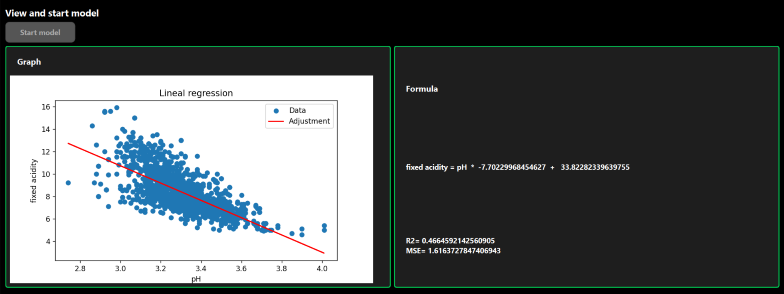 View and start model
Start model
Graph
Lineal regression
Data
Adjustment
16
14
12
10
8
6
4
fixed acidity
2.8 3.0 3.2 3.4 3.6 3.8 4.0
pH
Formula
fixed acidity = pH * -7.70229968454627 + 33.82282339639755
R2= 0.4664592142560905
MSE= 1.6163727847406943